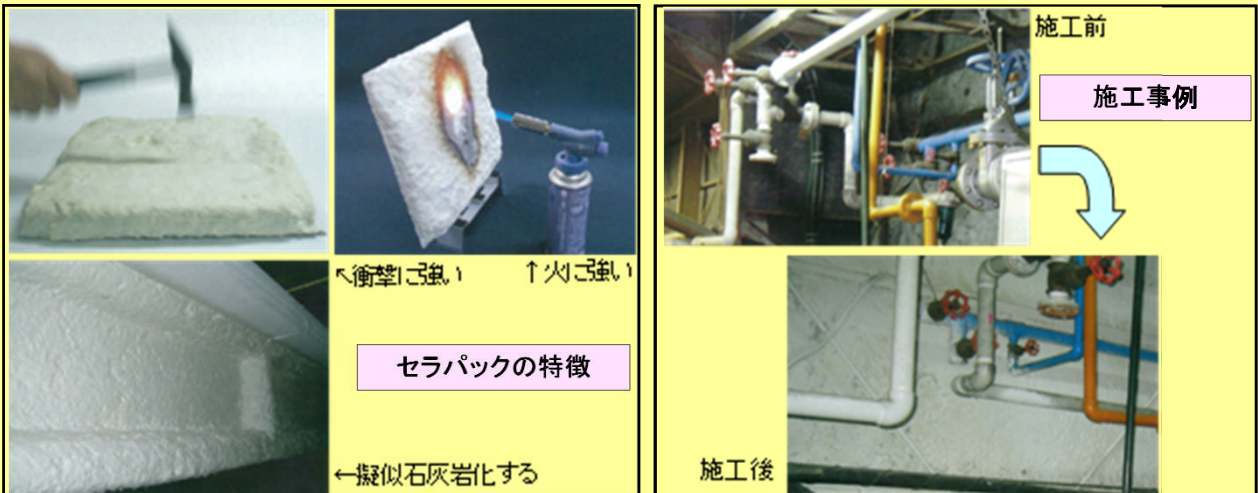 ↖衝撃に強い
↑火に強い
セラパックの特徴
←擬似石灰岩化する
施工前
施工事例
施工後